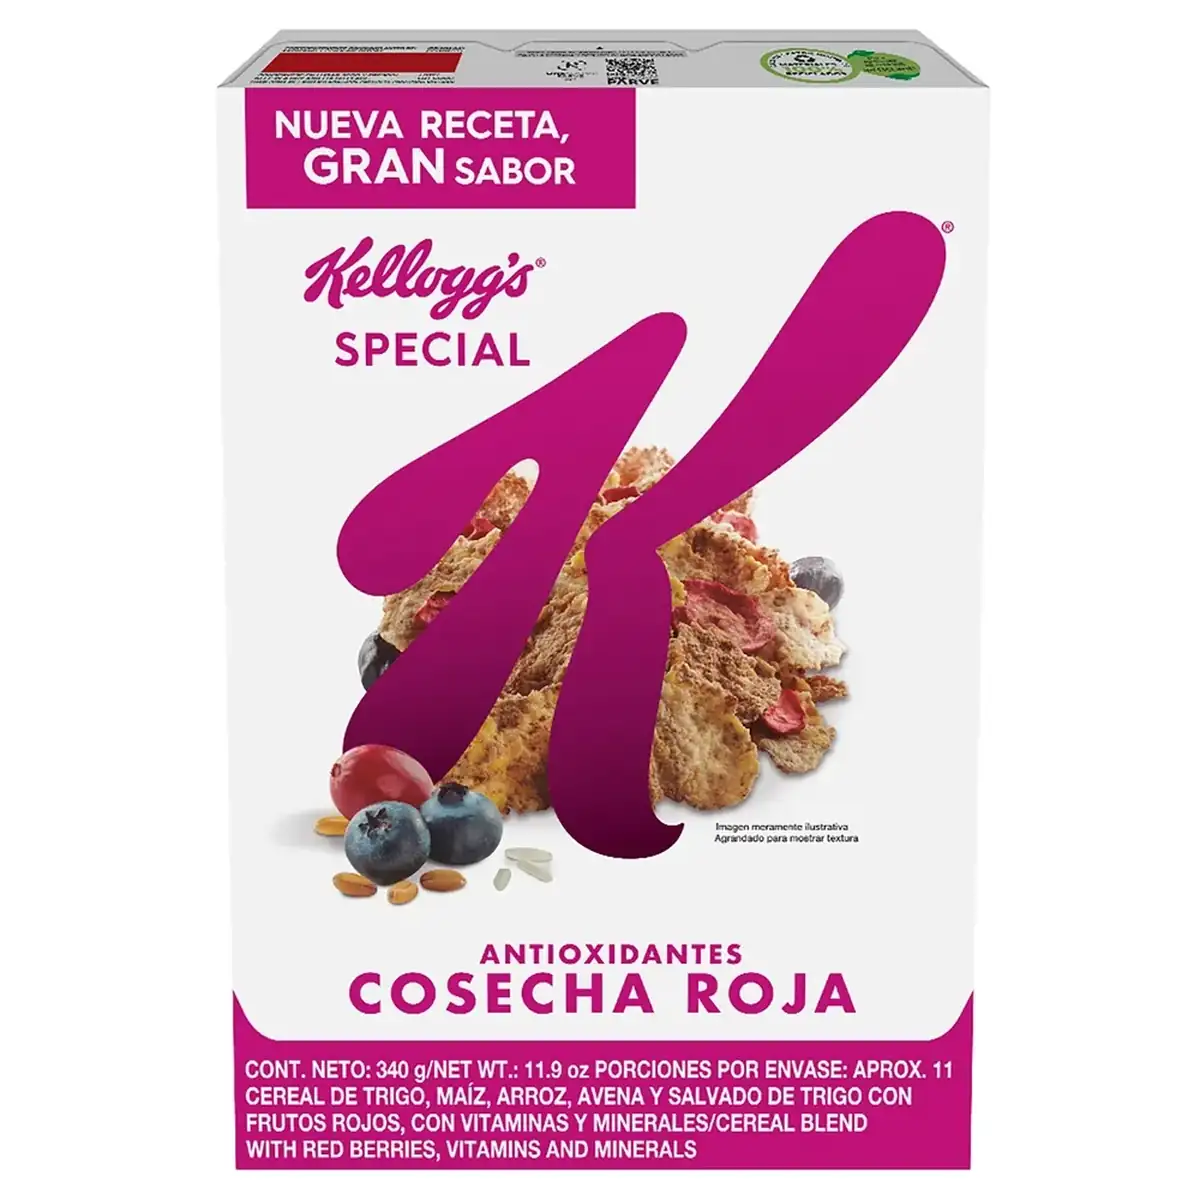 NUEVA RECETA,
GRAN SABOR
Kellogg's®
SPECIAL
K®
Imagen meramente ilustrativa
Agrandado para mostrar textura
ANTIOXIDANTES
COSECHA ROJA
CONT. NETO: 340 g/NET WT.: 11.9 oz PORCIONES POR ENVASE: APROX. 11
CEREAL DE TRIGO, MAÍZ, ARROZ, AVENA Y SALVADO DE TRIGO CON
FRUTOS ROJOS, CON VITAMINAS Y MINERALES/CEREAL BLEND
WITH RED BERRIES, VITAMINS AND MINERALS